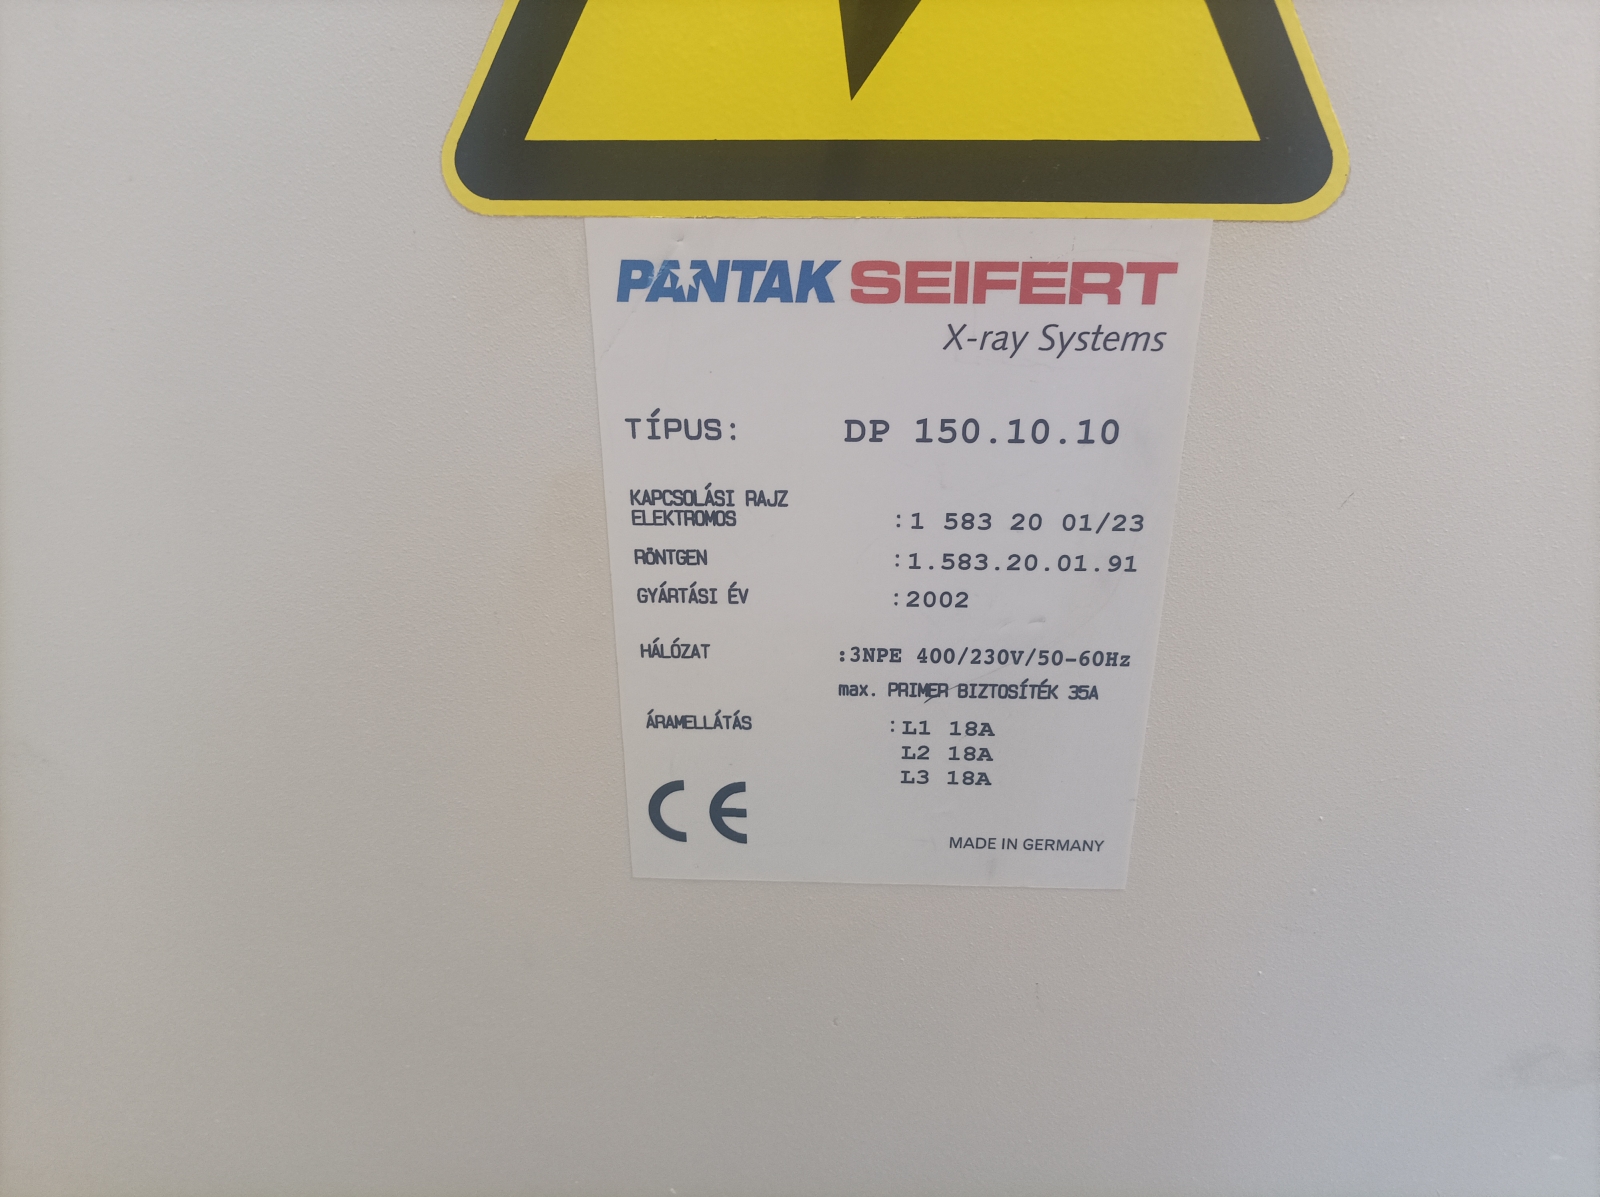 PANTAK SEIFERT
X-ray Systems
TÍPUS: DP 150.10.10
KAPCSOLÁSI RAJZ
ELEKTROMOS :1 583 20 01/23
RÖNTGEN :1.583.20.01.91
GYÁRTÁSI ÉV :2002
HÁLÓZAT :3NPE 400/230V/50-60Hz
max. PRIMER BIZTOSÍTÉK 35A
ÁRAMELLÁTÁS :L1 18A
L2 18A
L3 18A
CE
MADE IN GERMANY